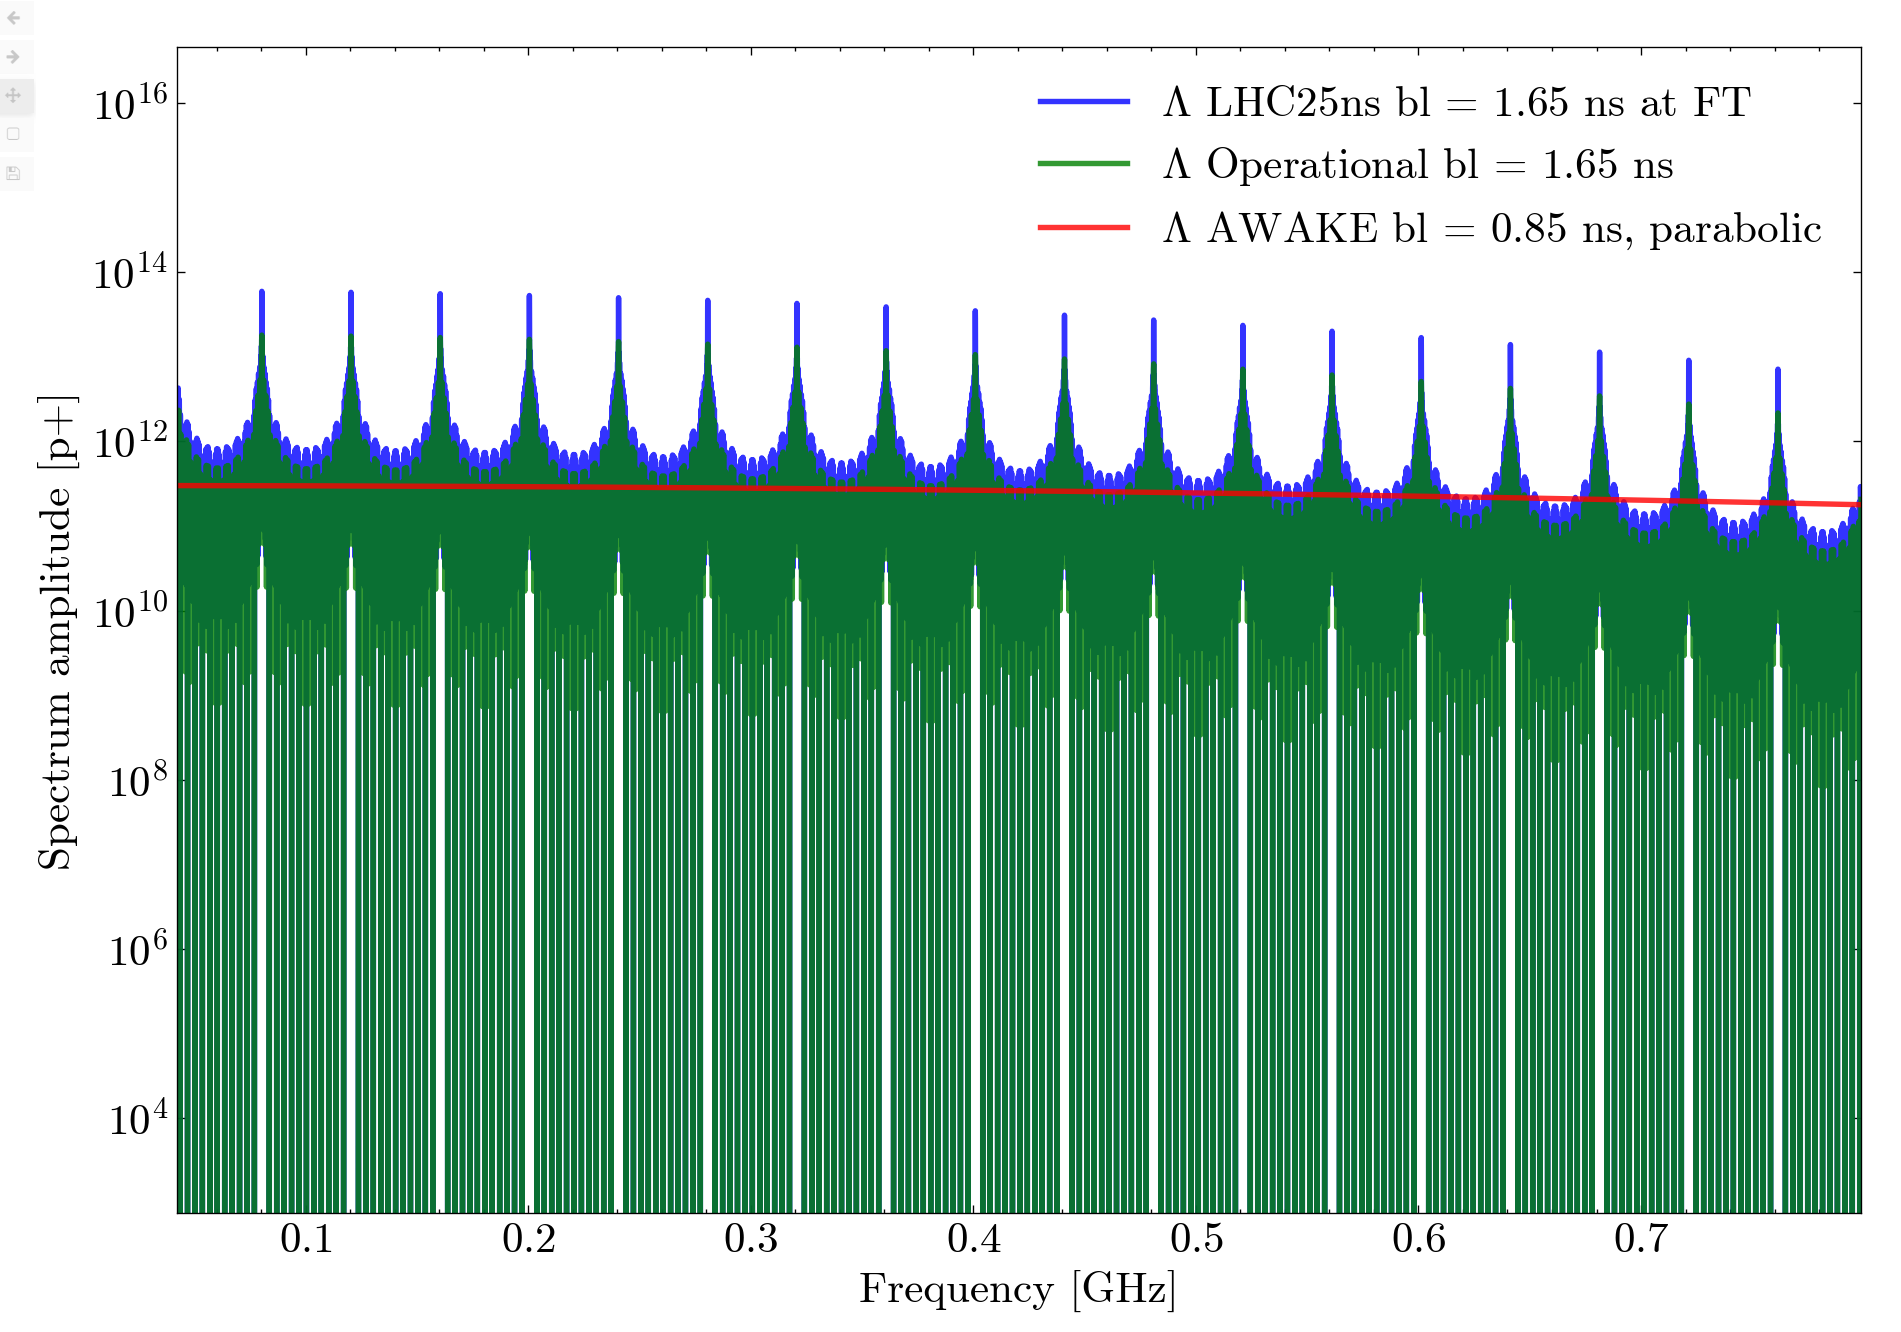 Λ LHC25ns bl = 1.65 ns at FT
Λ Operational bl = 1.65 ns
Λ AWAKE bl = 0.85 ns, parabolic
10^16
10^14
10^12
10^10
10^8
10^6
10^4
Spectrum amplitude [p+]
0.1 0.2 0.3 0.4 0.5 0.6 0.7
Frequency [GHz]